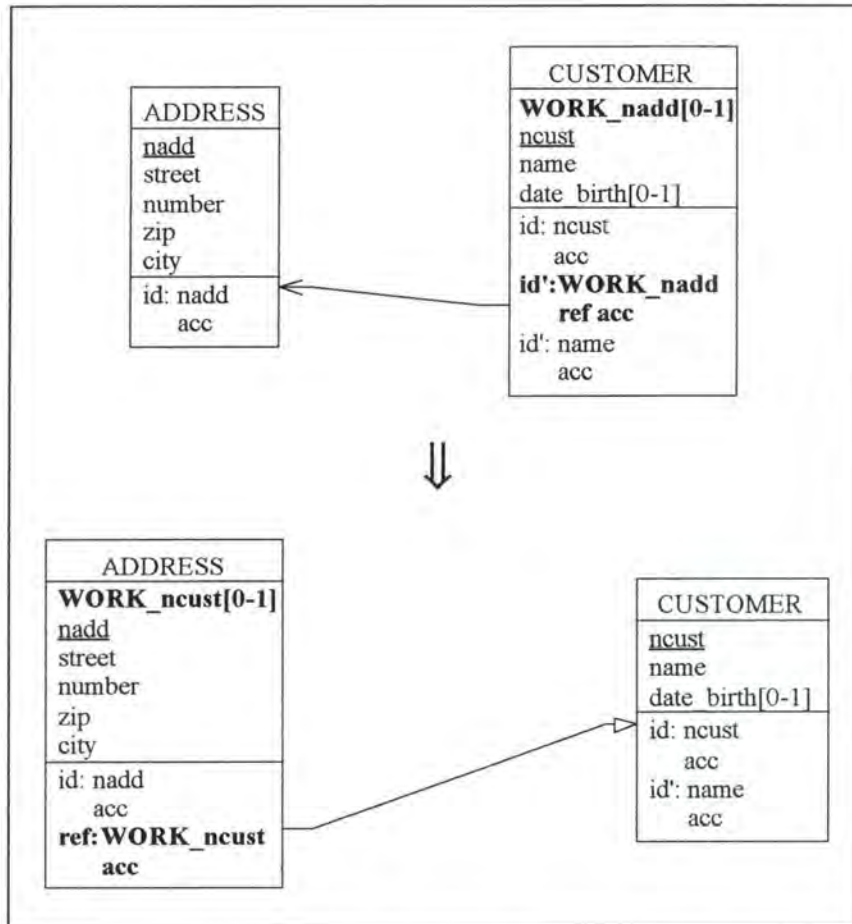 ADDRESS
nadd
street
number
zip
city
id: nadd
acc
CUSTOMER
WORK_nadd[0-1]
ncust
name
date_birth[0-1]
id: ncust
acc
id':WORK_nadd
ref acc
id': name
acc
⇓
ADDRESS
WORK_ncust[0-1]
nadd
street
number
zip
city
id: nadd
acc
ref:WORK_ncust
acc
CUSTOMER
ncust
name
date_birth[0-1]
id: ncust
acc
id': name
acc